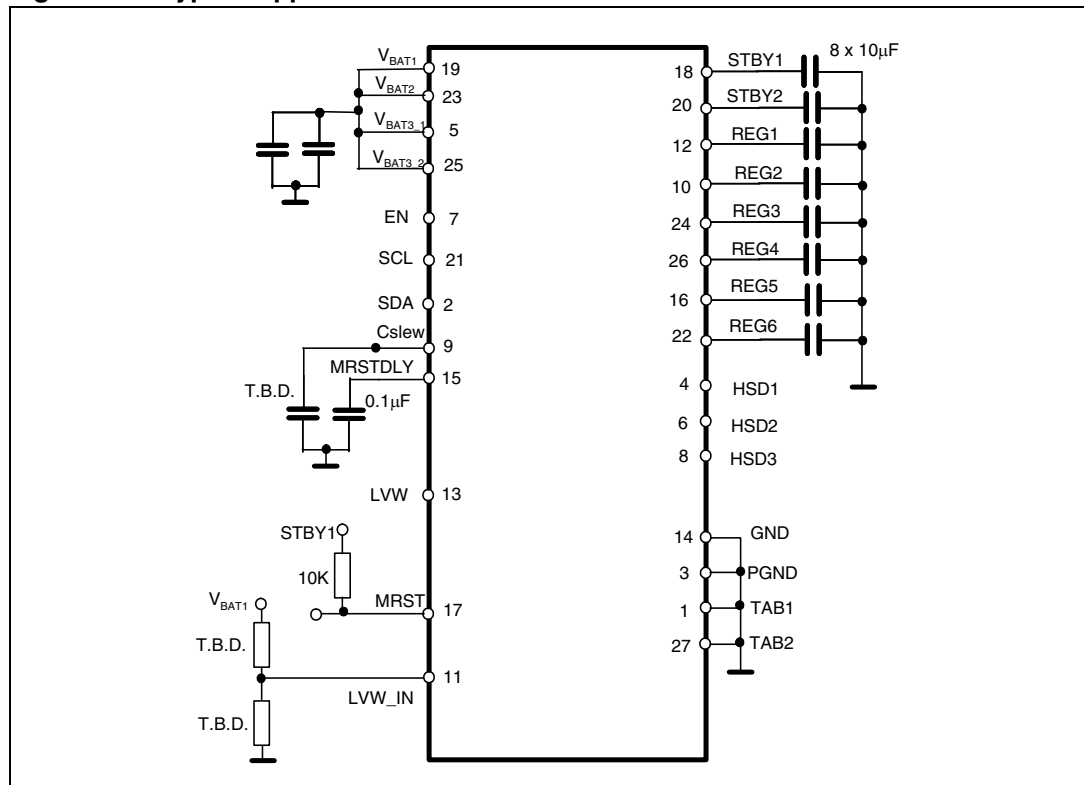 8 x 10µF
V_BAT1
19
V_BAT2
23
V_BAT3_1
5
V_BAT3_2
25
EN
7
SCL
21
SDA
2
Cslew
9
MRSTDLY
15
T.B.D.
0.1µF
LVW
13
STBY1
10K
MRST
17
V_BAT1
T.B.D.
11
LVW_IN
T.B.D.
18
STBY1
20
STBY2
12
REG1
10
REG2
24
REG3
26
REG4
16
REG5
22
REG6
4
HSD1
6
HSD2
8
HSD3
14
GND
3
PGND
1
TAB1
27
TAB2